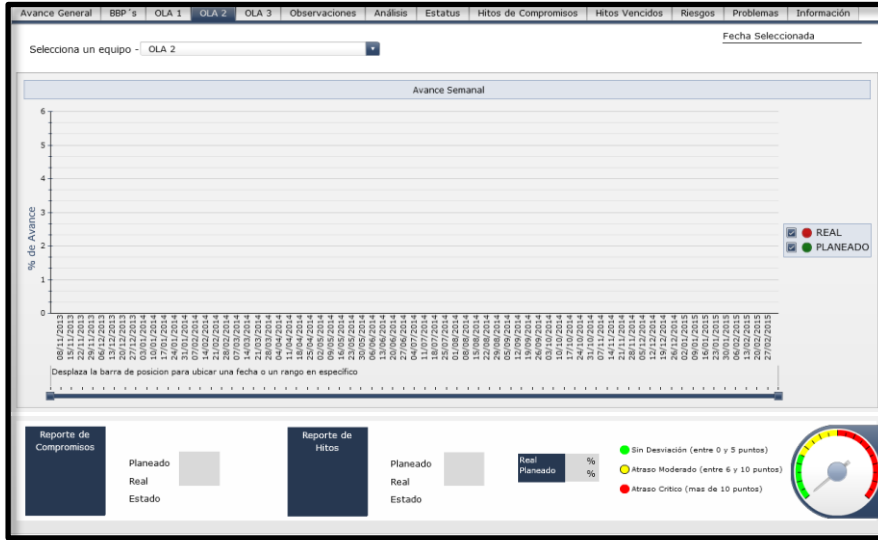 Avance General BBP´s OLA 1 OLA 2 OLA 3 Observaciones Análisis Estatus Hitos de Compromisos Hitos Vencidos Riesgos Problemas Información
Fecha Seleccionada
Selecciona un equipo - OLA 2
Avance Semanal
% de Avance
6
5
4
3
2
1
0
REAL
PLANEADO
08/11/2013 15/11/2013 22/11/2013 29/11/2013 06/12/2013 13/12/2013 20/12/2013 27/12/2013 03/01/2014 10/01/2014 17/01/2014 24/01/2014 31/01/2014 07/02/2014 14/02/2014 21/02/2014 28/02/2014 07/03/2014 14/03/2014 21/03/2014 28/03/2014 04/04/2014 11/04/2014 18/04/2014 25/04/2014 02/05/2014 09/05/2014 16/05/2014 23/05/2014 30/05/2014 06/06/2014 13/06/2014 20/06/2014 27/06/2014 04/07/2014 11/07/2014 18/07/2014 25/07/2014 01/08/2014 08/08/2014 15/08/2014 22/08/2014 29/08/2014 05/09/2014 12/09/2014 19/09/2014 26/09/2014 03/10/2014 10/10/2014 17/10/2014 24/10/2014 31/10/2014 07/11/2014 14/11/2014 21/11/2014 28/11/2014 05/12/2014 12/12/2014 19/12/2014 26/12/2014 02/01/2015 09/01/2015 16/01/2015 23/01/2015 30/01/2015 06/02/2015 13/02/2015 20/02/2015 27/02/2015
Desplaza la barra de posicion para ubicar una fecha o un rango en específico
Reporte de
Compromisos
Planeado
Real
Estado
Reporte de
Hitos
Planeado
Real
Estado
Real %
Planeado %
Sin Desviación (entre 0 y 5 puntos)
Atraso Moderado (entre 6 y 10 puntos)
Atraso Critico (mas de 10 puntos)